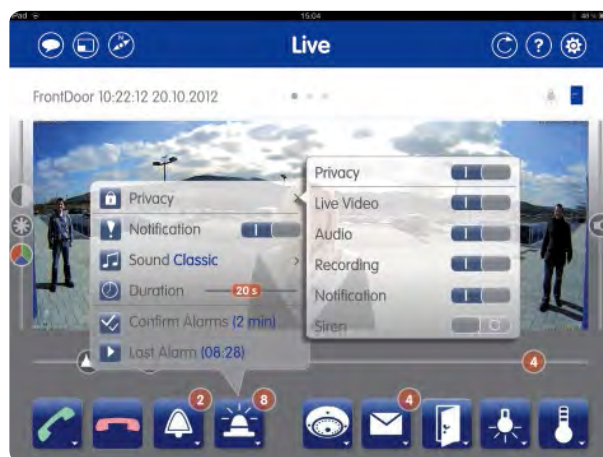 iPad 15:04 48 %
Live
?
FrontDoor 10:22:12 20.10.2012
Privacy
Notification
Sound Classic
Duration 20 s
Confirm Alarms (2 min)
Last Alarm (08:28)
Privacy
Live Video
Audio
Recording
Notification
Siren
4
2
8
4